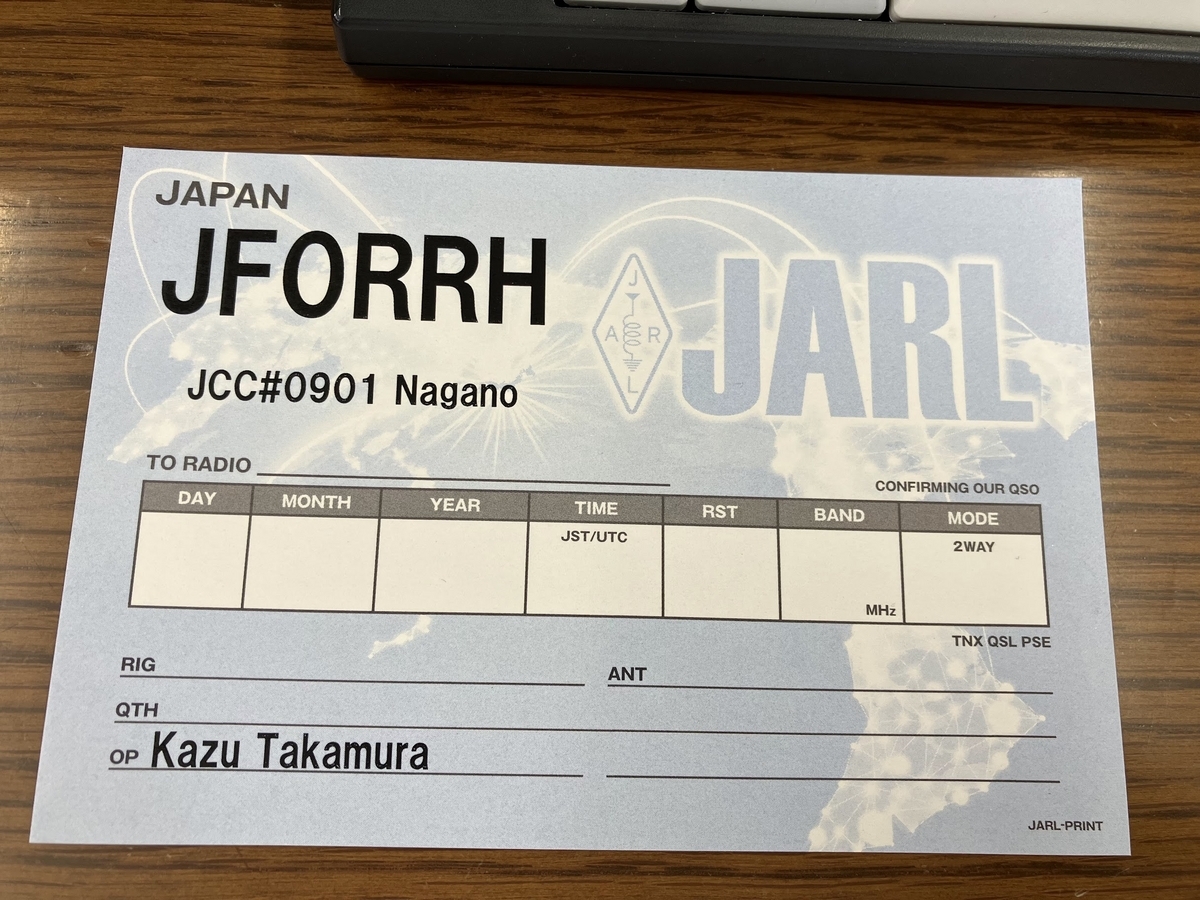 JAPAN
JF0RRH
JARL
JARL
JCC#0901 Nagano
TO RADIO
CONFIRMING OUR QSO
DAY MONTH YEAR TIME RST BAND MODE
JST/UTC 2WAY
MHz
TNX QSL PSE
RIG ANT
QTH
OP Kazu Takamura
JARL-PRINT